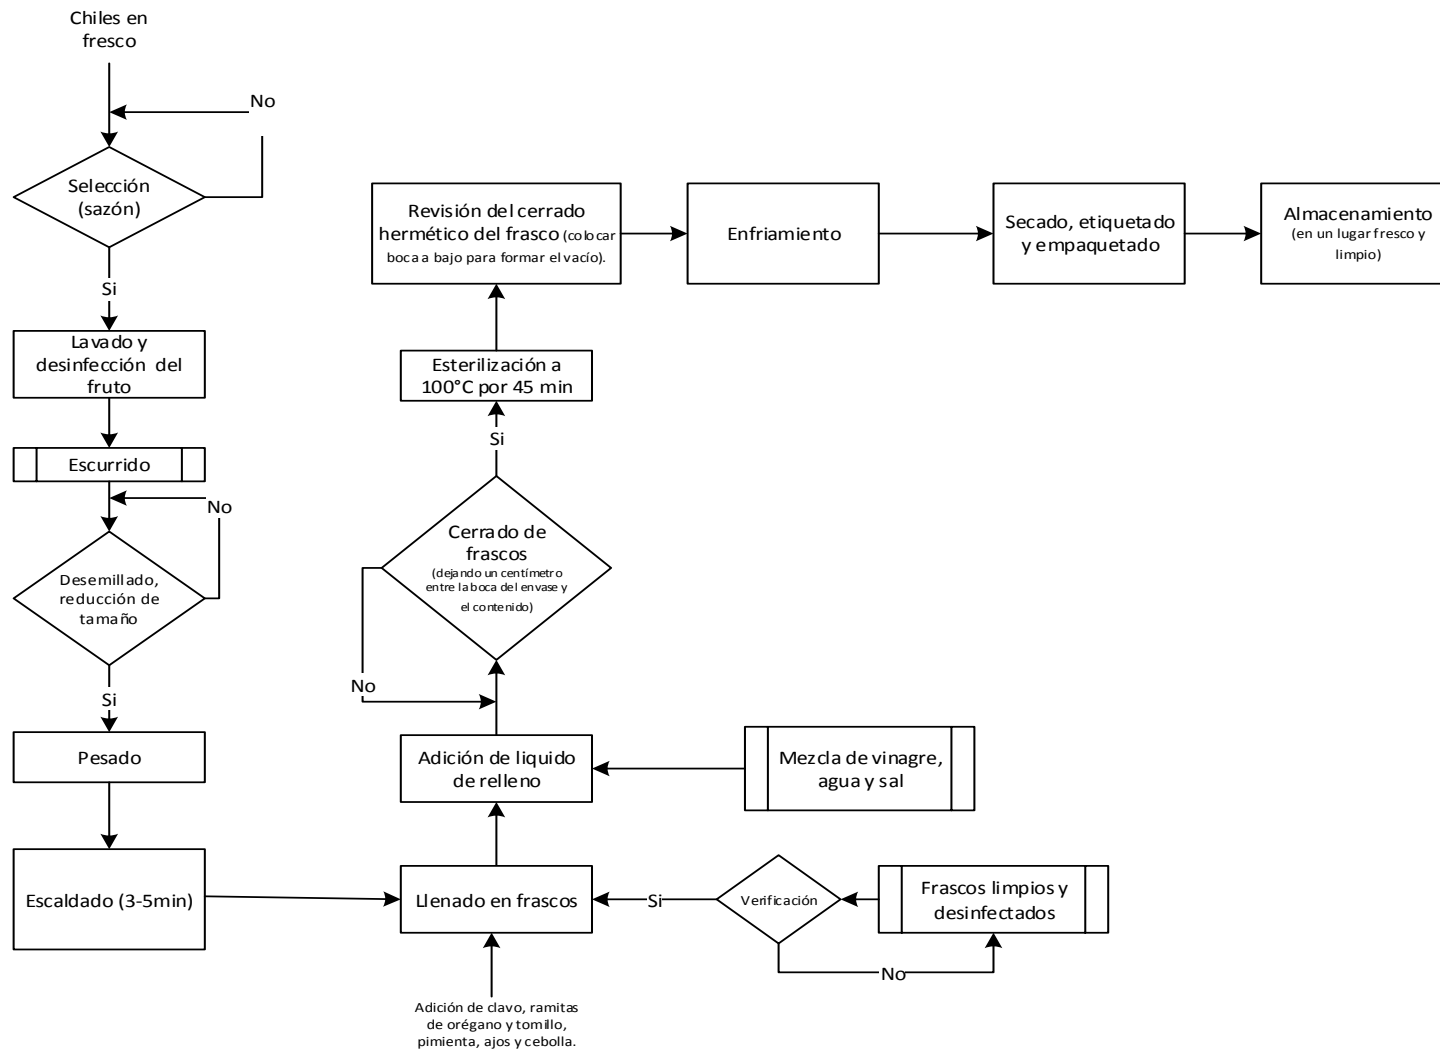 Chiles en
fresco
No
Selección
(sazón)
Si
Lavado y
desinfección del
fruto
Escurrido
No
Desemillado,
reducción de
tamaño
Si
Pesado
Escaldado (3-5min)
Revisión del cerrado
hermético del frasco (colocar
boca a bajo para formar el vacío).
Enfriamiento
Secado, etiquetado
y empaquetado
Almacenamiento
(en un lugar fresco y
limpio)
Esterilización a
100°C por 45 min
Si
Cerrado de
frascos
(dejando un centímetro
entre la boca del envase y
el contenido)
No
Adición de liquido
de relleno
Mezcla de vinagre,
agua y sal
Llenado en frascos
Si
Verificación
Frascos limpios y
desinfectados
No
Adición de clavo, ramitas
de orégano y tomillo,
pimienta, ajos y cebolla.